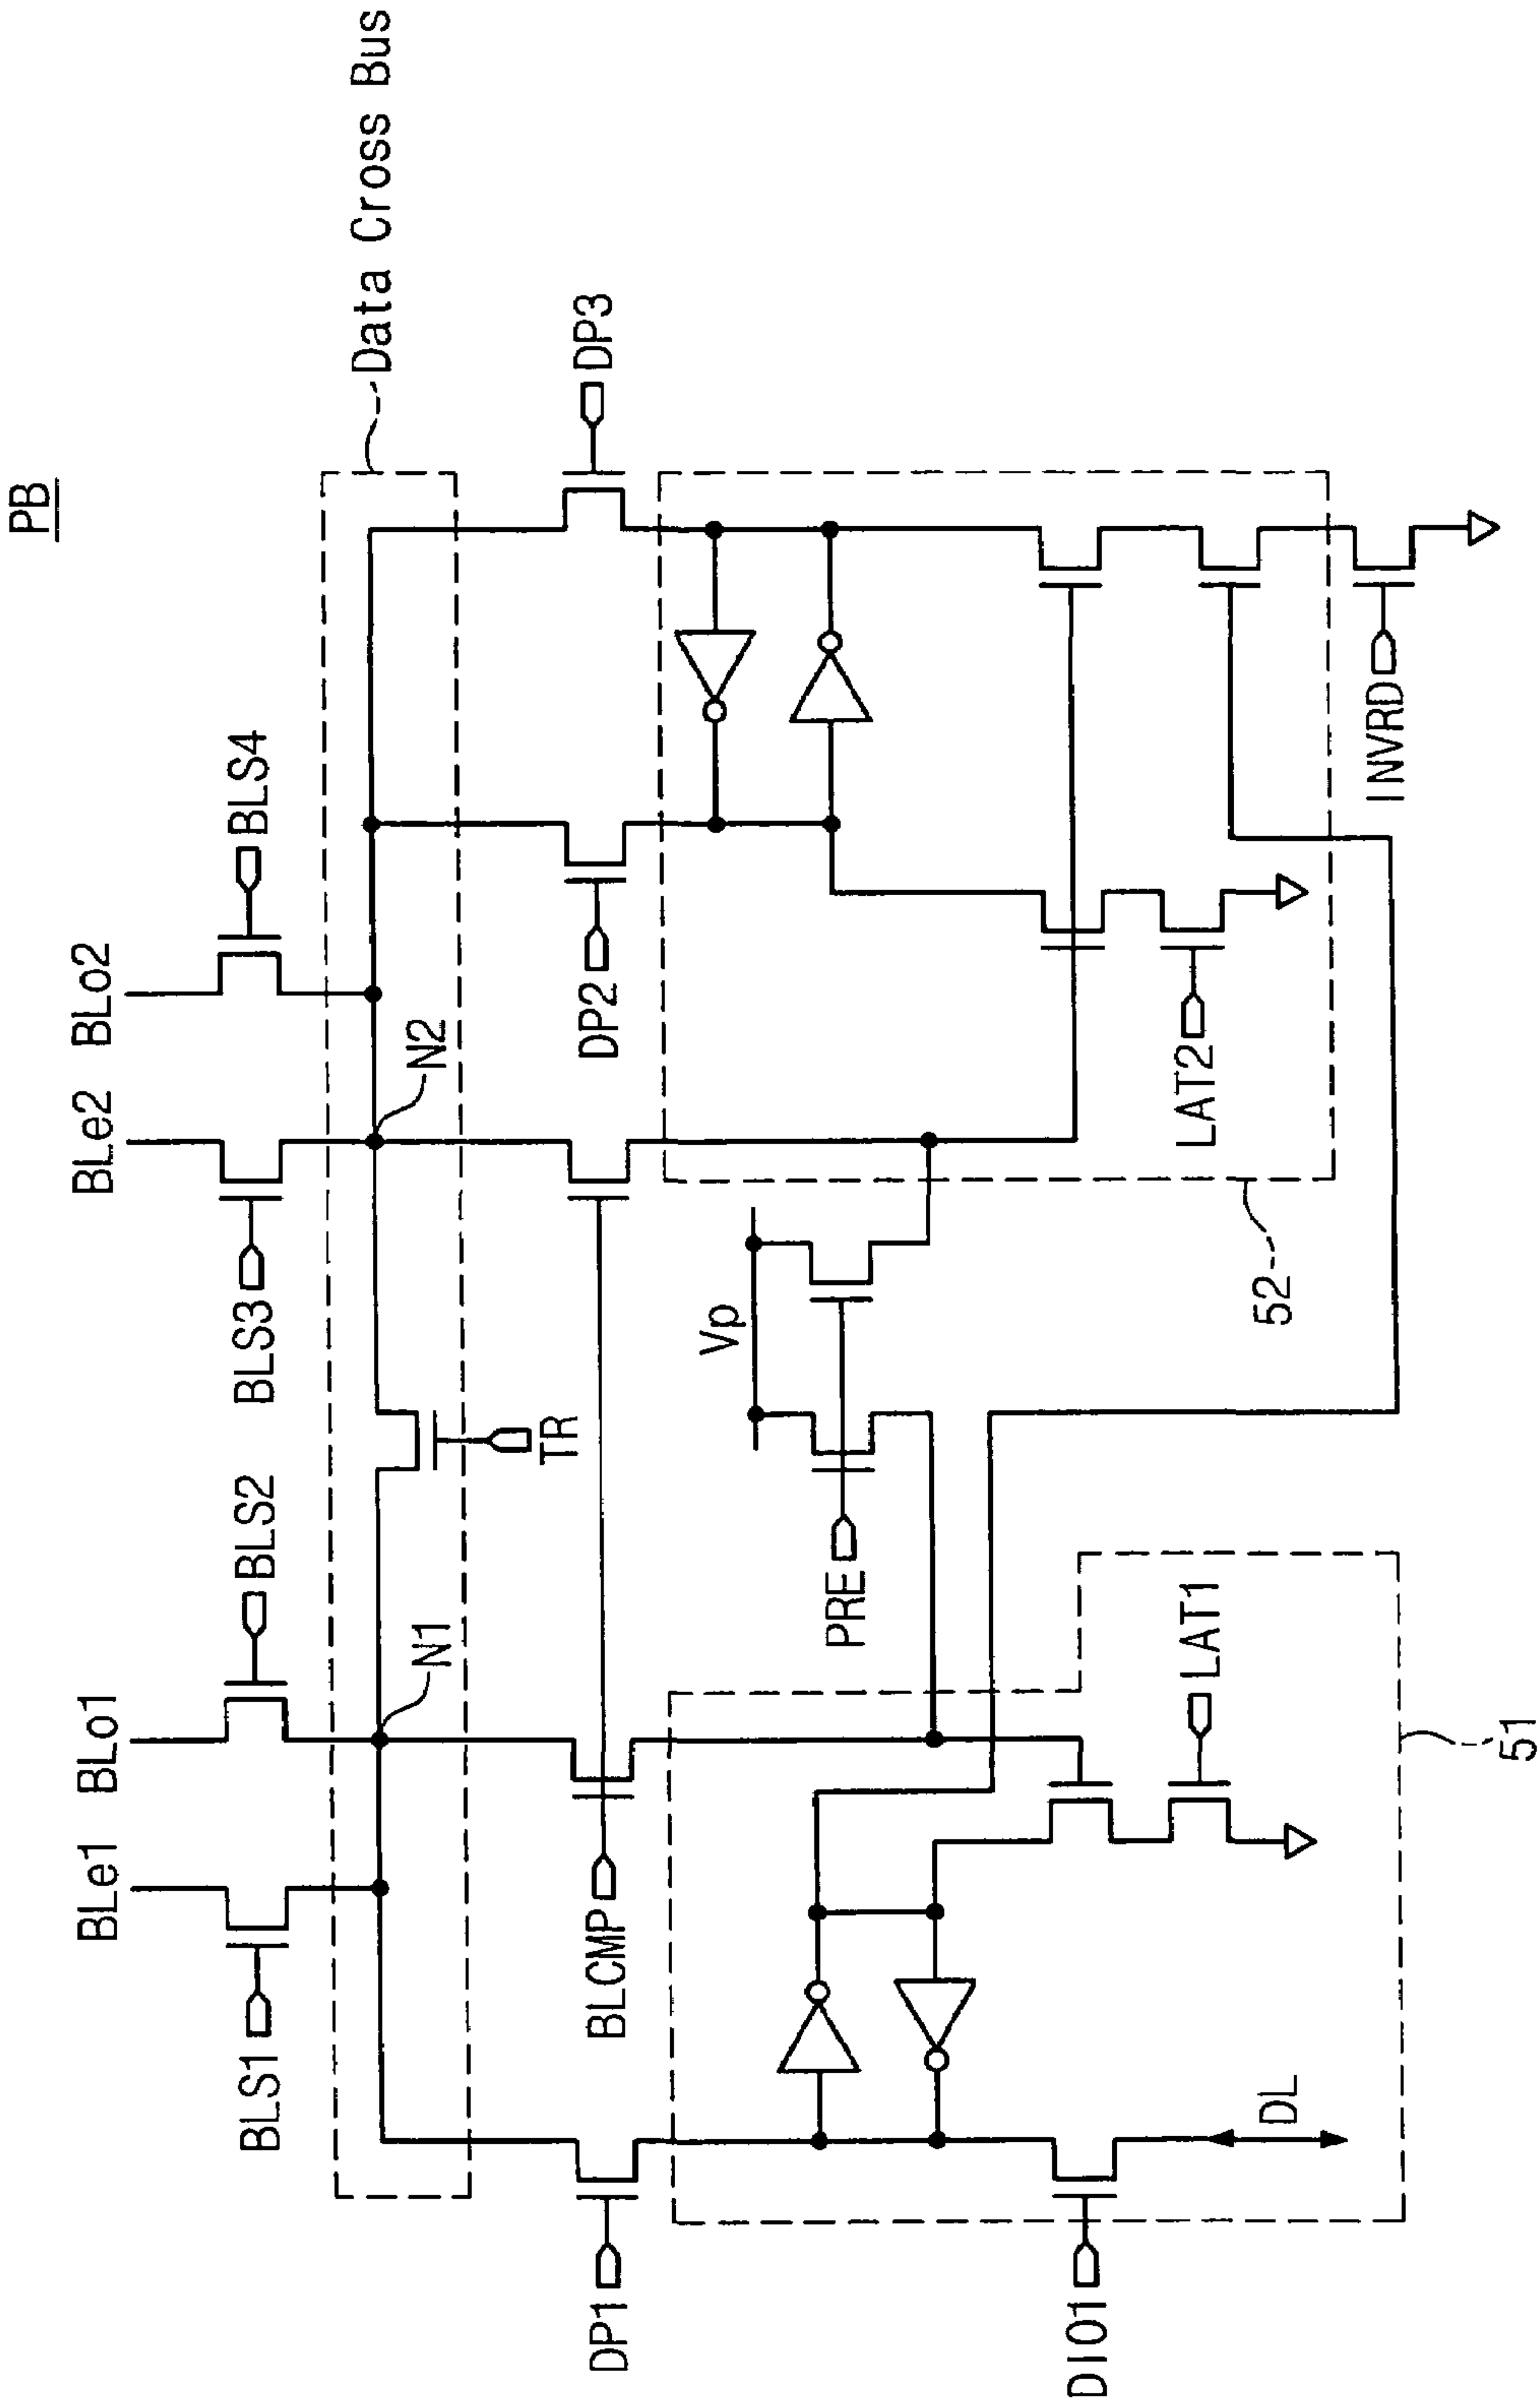 PB
BLe1
BLo1
BLe2
BLo2
BLS1
BLS2
BLS3
BLS4
Data Cross Bus
N1
N2
TR
DP1
BLCMP
DP2
DP3
Vp
PRE
DIO1
DL
LAT1
LAT2
INVRD
51
52